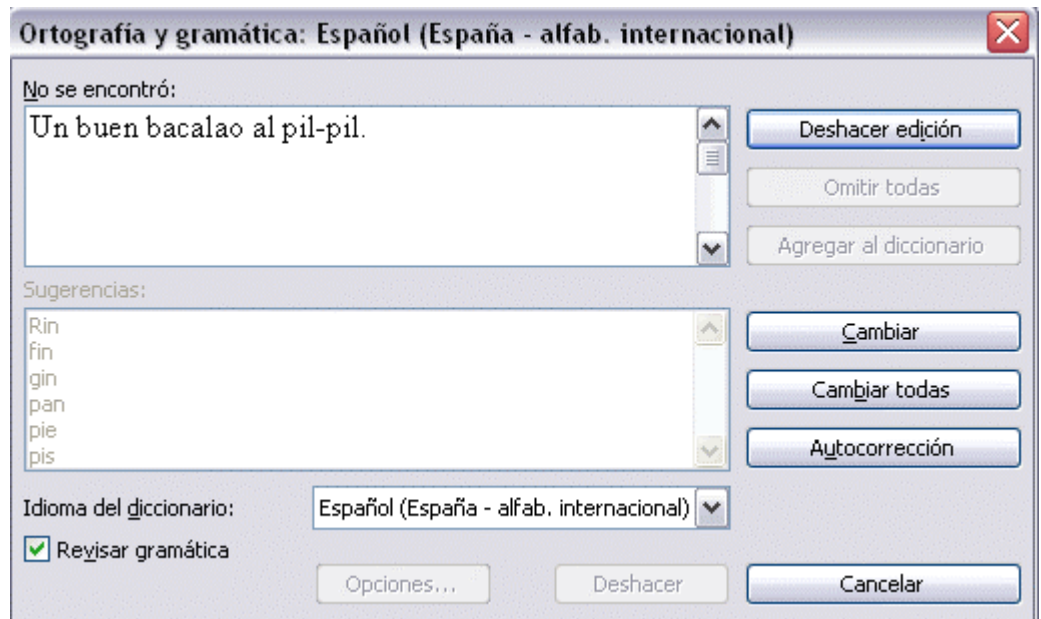 Ortografía y gramática: Español (España - alfab. internacional)
No se encontró:
Un buen bacalao al pil-pil.
Deshacer edición
Omitir todas
Agregar al diccionario
Sugerencias:
Rin
fin
gin
pan
pie
pis
Cambiar
Cambiar todas
Autocorrección
Idioma del diccionario:
Español (España - alfab. internacional)
Revisar gramática
Opciones...
Deshacer
Cancelar